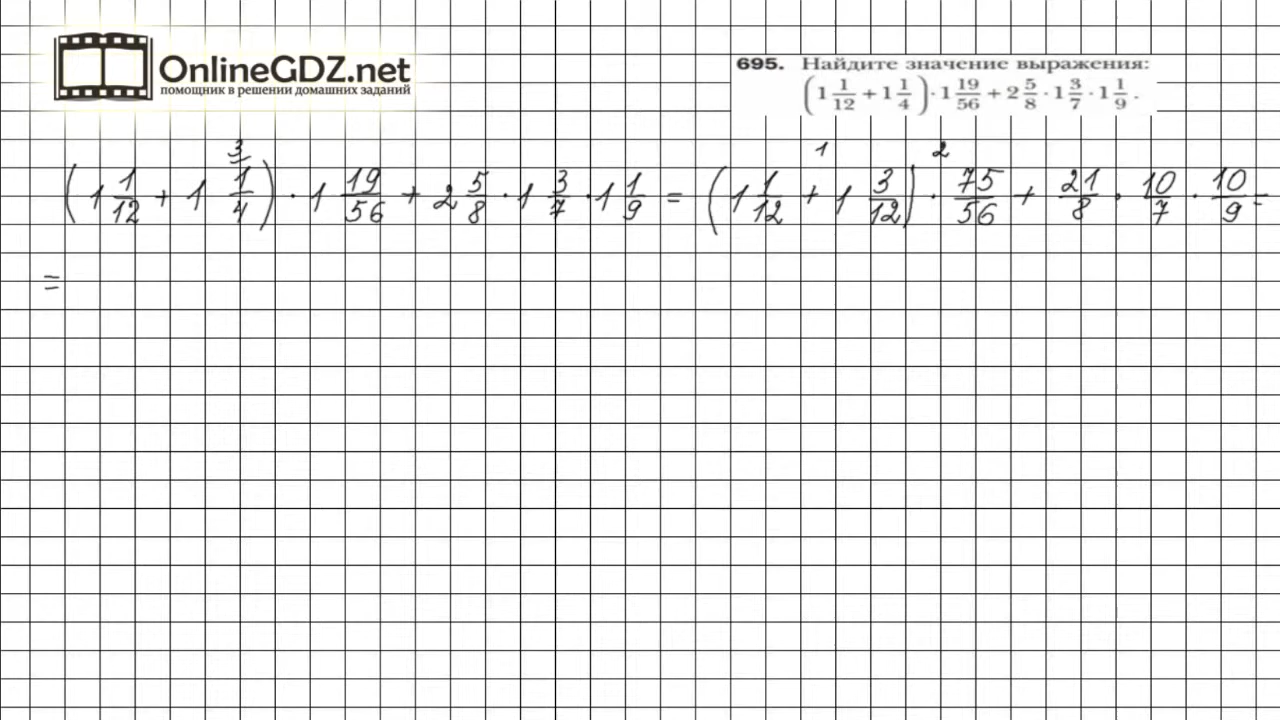 OnlineGDZ.net
помощник в решении домашних заданий
695. Найдите значение выражения:
(1 1/12 + 1 1/4) · 1 19/56 + 2 5/8 · 1 3/7 · 1 1/9 .
3 1 2
(1 1/12 + 1 1/4) · 1 19/56 + 2 5/8 · 1 3/7 · 1 1/9 = (1 1/12 + 1 3/12) · 75/56 + 21/8 · 10/7 · 10/9 =
=